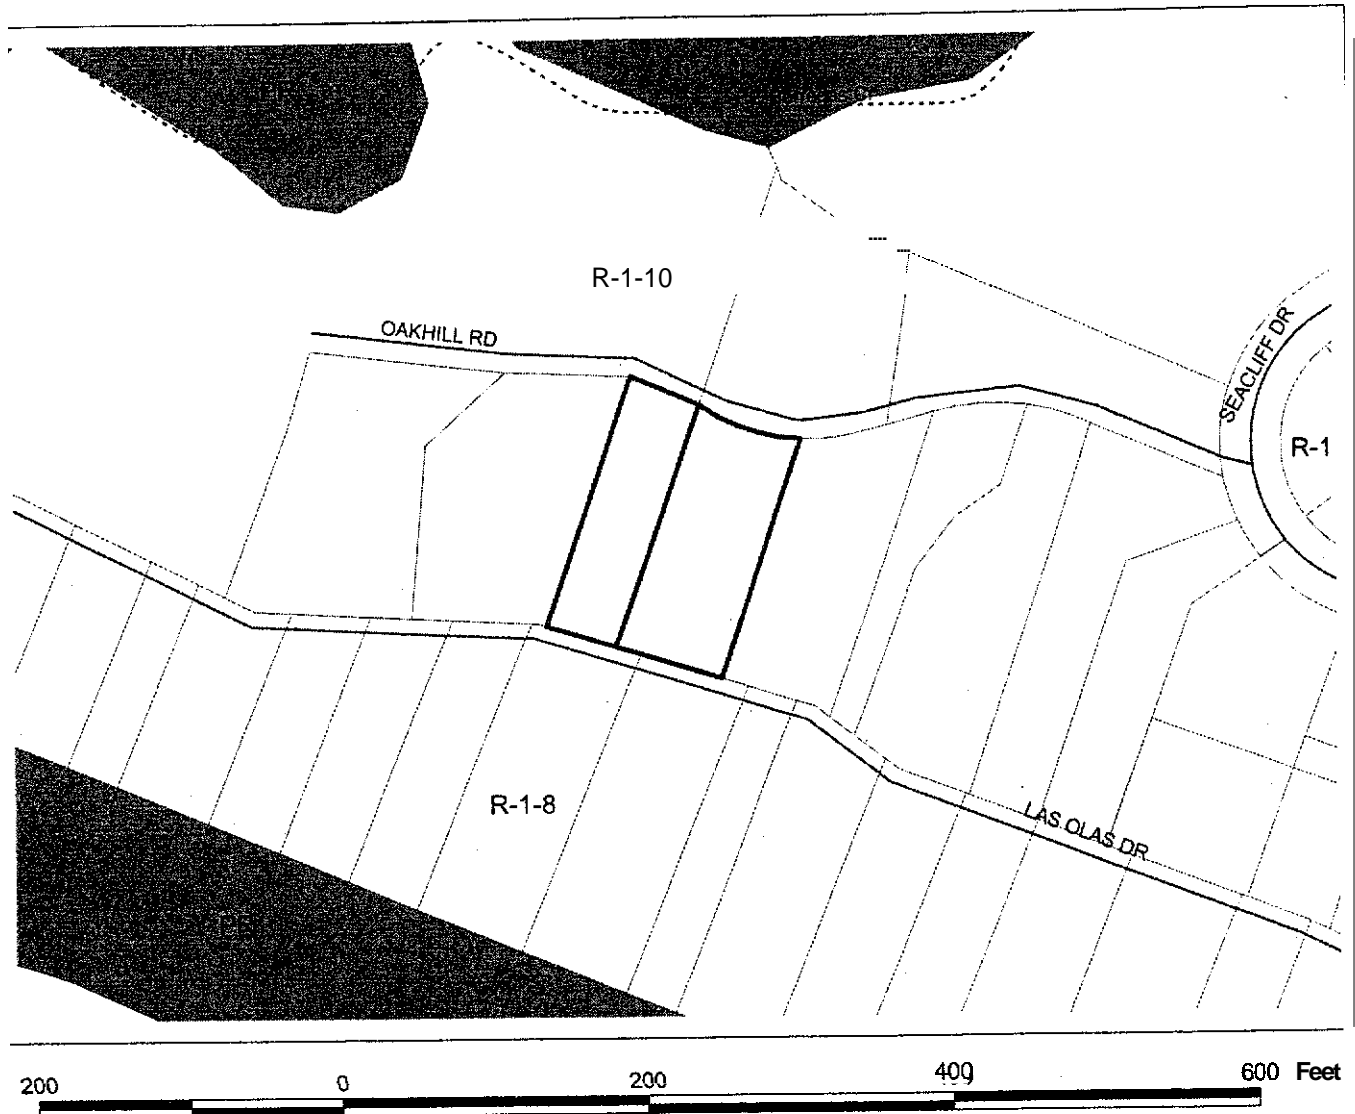 R-1-10
OAKHILL RD
SEACLIFF DR
R-1
R-1-8
LAS OLAS DR
200 0 200 400 600 Feet